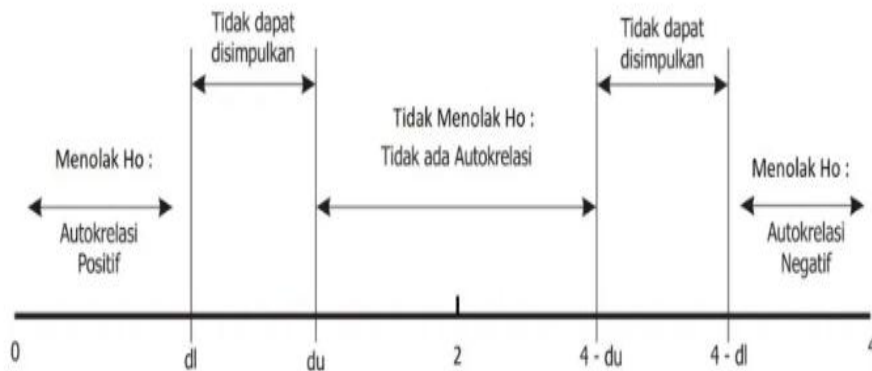 Tidak dapat
disimpulkan
Tidak dapat
disimpulkan
Menolak Ho :
Autokrelasi
Positif
Tidak Menolak Ho :
Tidak ada Autokrelasi
Menolak Ho :
Autokrelasi
Negatif
0
dl
du
2
4 - du
4 - dl
4